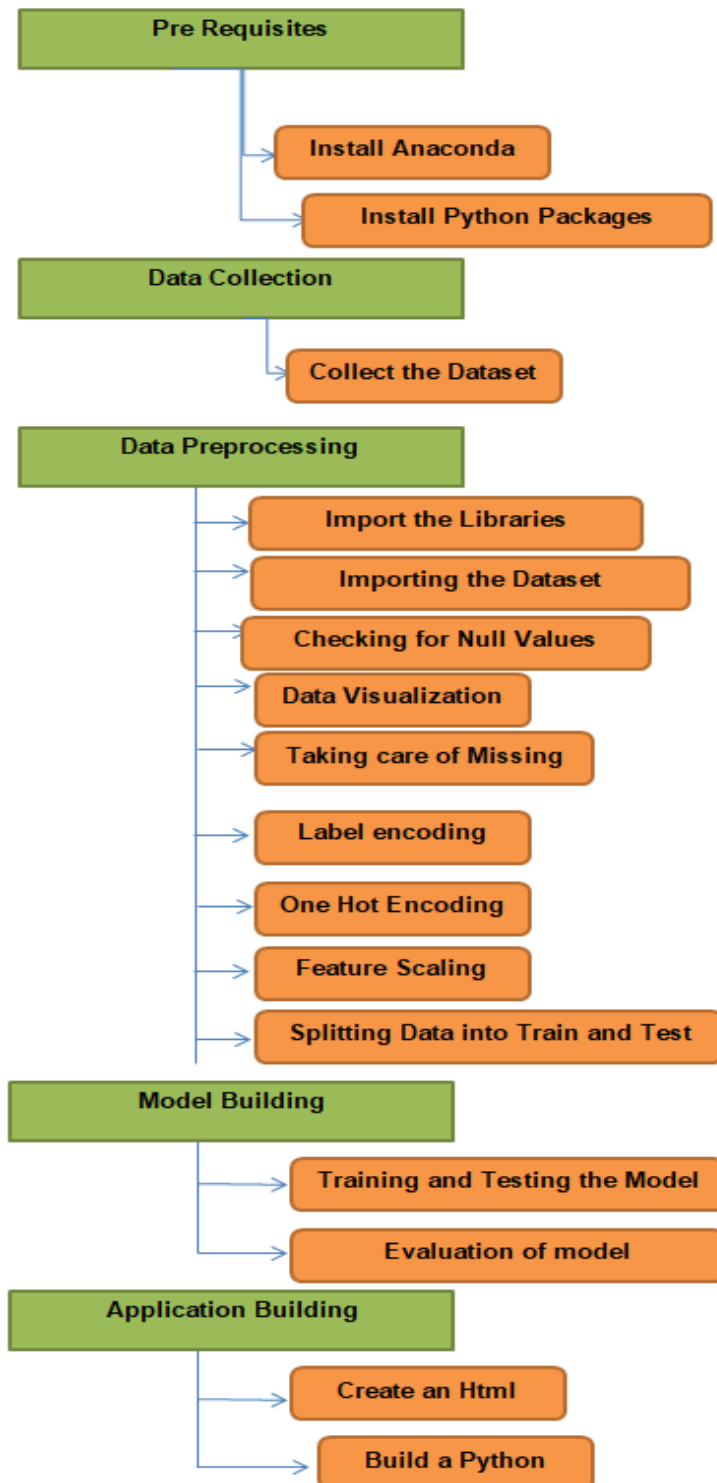 Pre Requisites
Install Anaconda
Install Python Packages
Data Collection
Collect the Dataset
Data Preprocessing
Import the Libraries
Importing the Dataset
Checking for Null Values
Data Visualization
Taking care of Missing
Label encoding
One Hot Encoding
Feature Scaling
Splitting Data into Train and Test
Model Building
Training and Testing the Model
Evaluation of model
Application Building
Create an Html
Build a Python